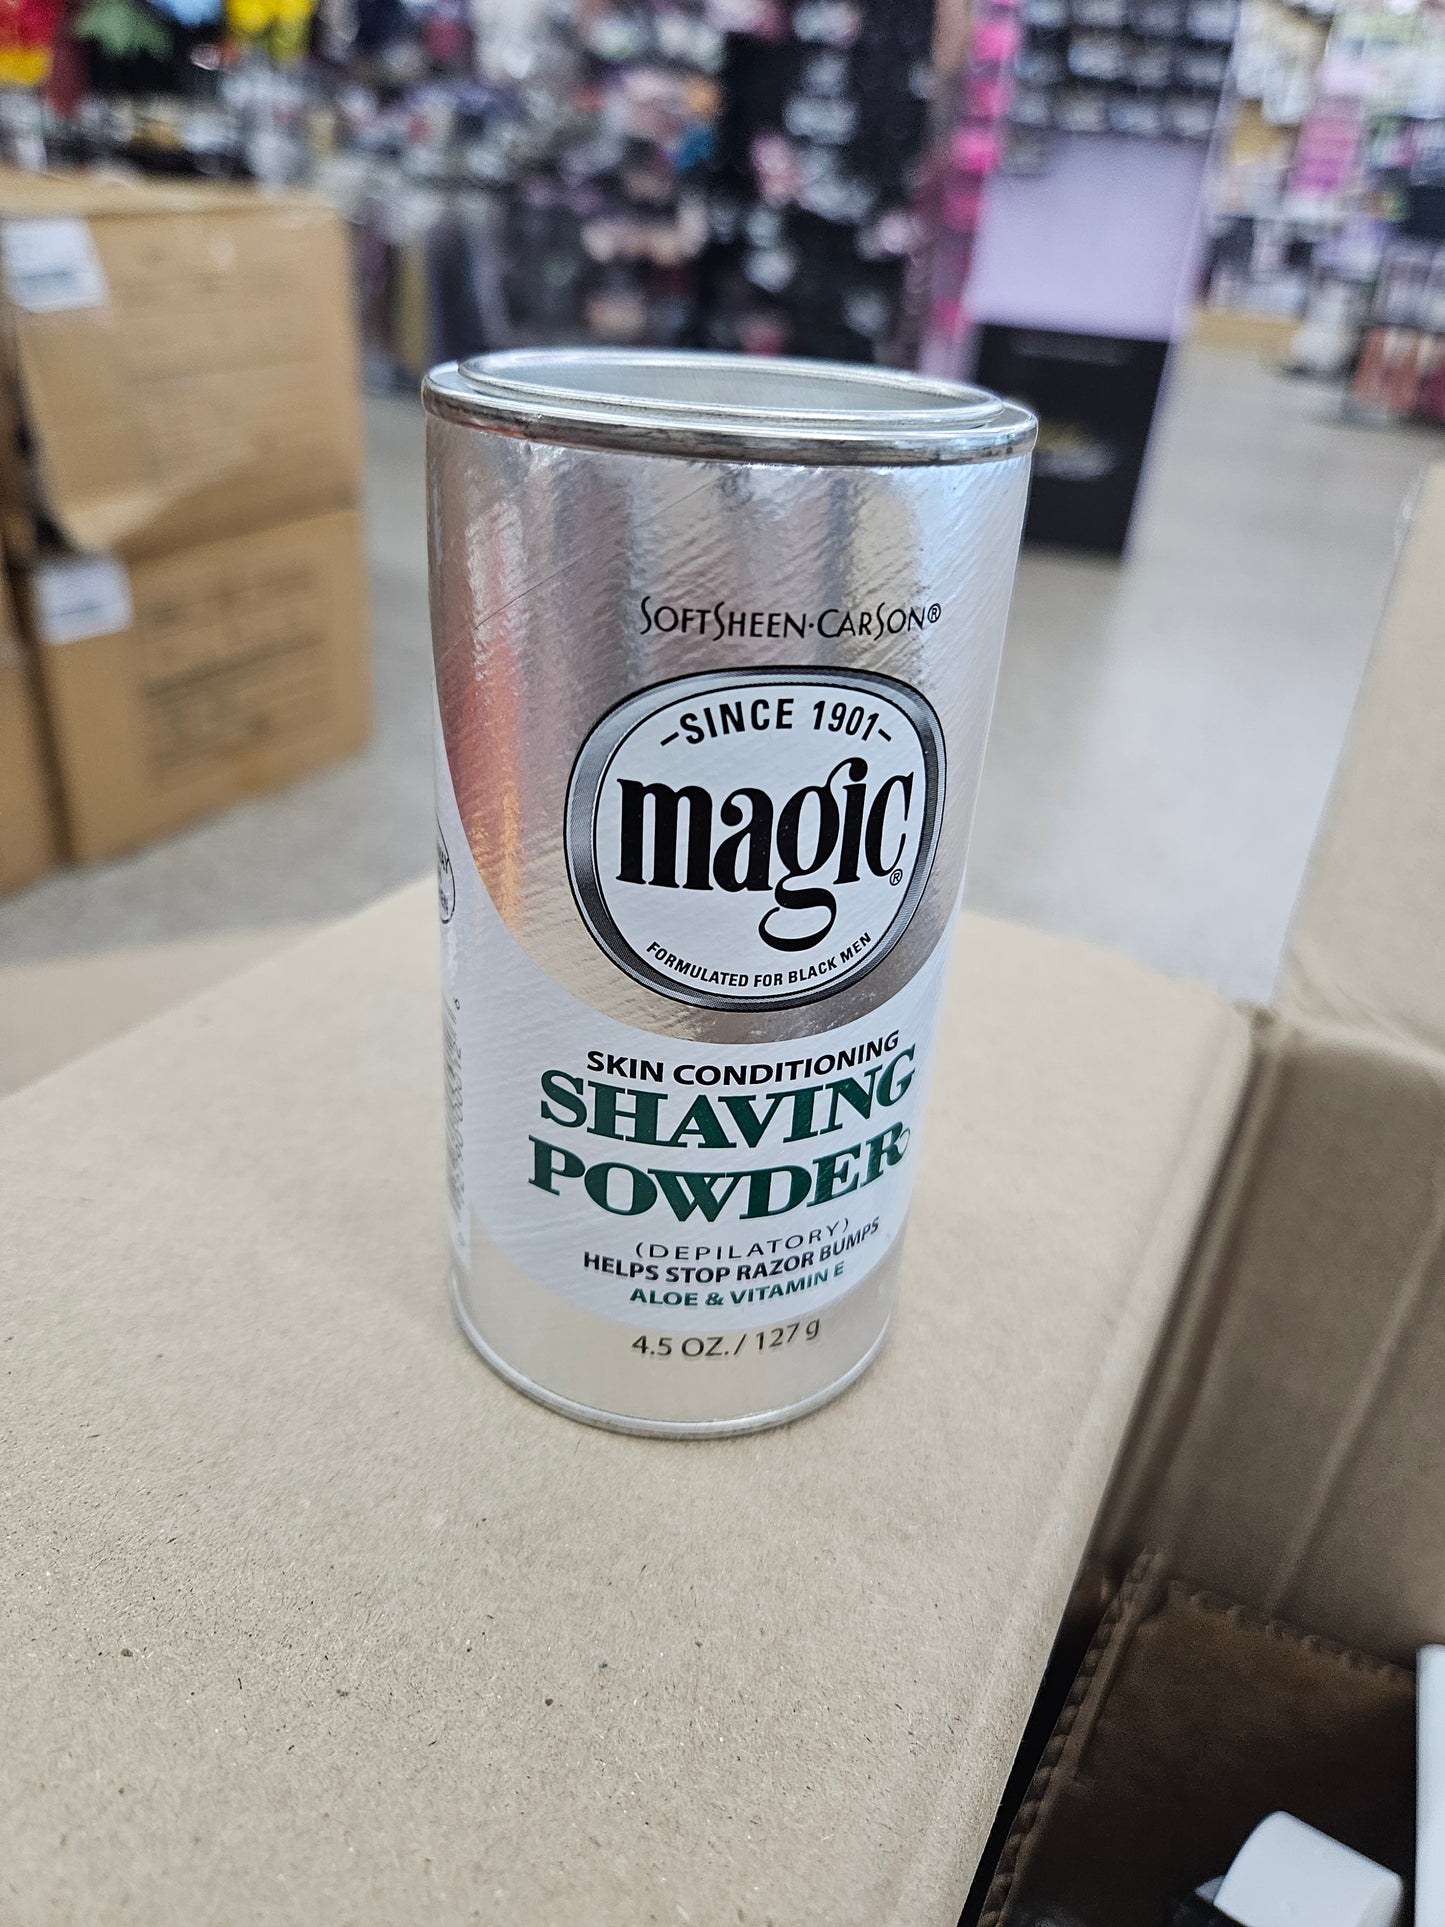 SOFTSHEEN·CARSON®
–SINCE 1901–
magic®
FORMULATED FOR BLACK MEN
SKIN CONDITIONING
SHAVING
POWDER
(DEPILATORY)
HELPS STOP RAZOR BUMPS
ALOE & VITAMIN E
4.5 OZ. / 127 g